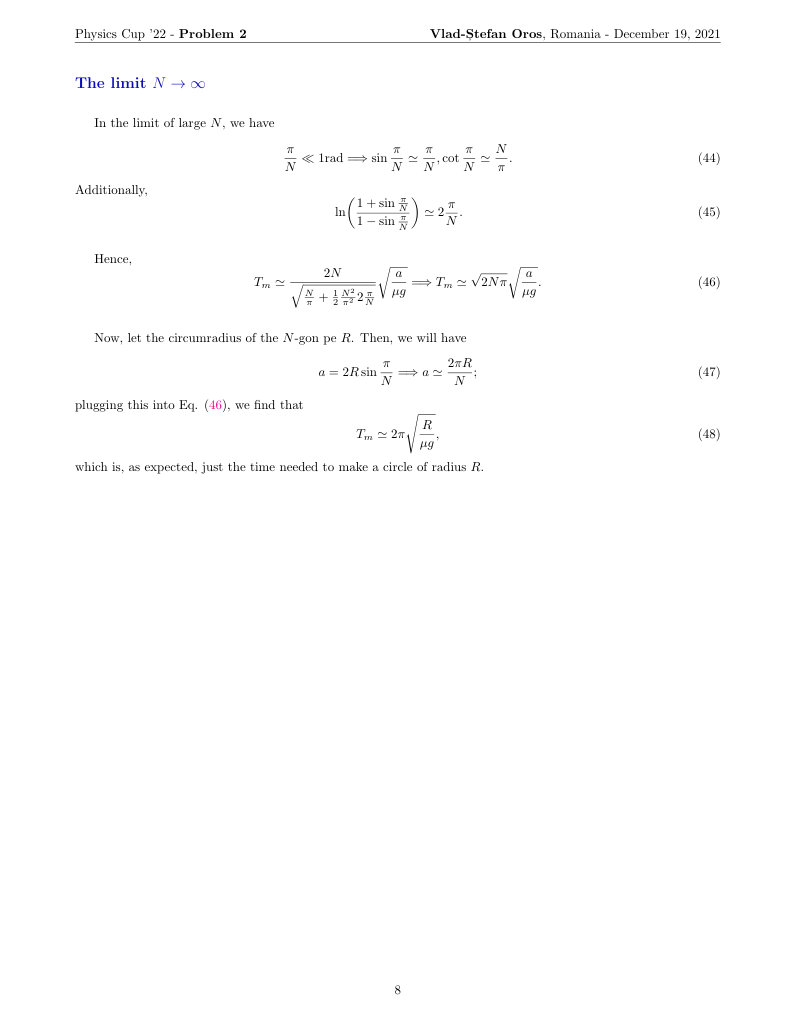 Physics Cup '22 - Problem 2 Vlad-Ștefan Oros, Romania - December 19, 2021
The limit N → ∞
In the limit of large N, we have
π/N ≪ 1rad ⟹ sin π/N ≃ π/N, cot π/N ≃ N/π. (44)
Additionally,
ln((1 + sin π/N)/(1 − sin π/N)) ≃ 2 π/N. (45)
Hence,
T_m ≃ 2N/√(N/π + 1/2 N²/π² 2 π/N) √(a/μg) ⟹ T_m ≃ √(2Nπ) √(a/μg). (46)
Now, let the circumradius of the N-gon pe R. Then, we will have
a = 2R sin π/N ⟹ a ≃ 2πR/N; (47)
plugging this into Eq. (46), we find that
T_m ≃ 2π√(R/μg), (48)
which is, as expected, just the time needed to make a circle of radius R.
8